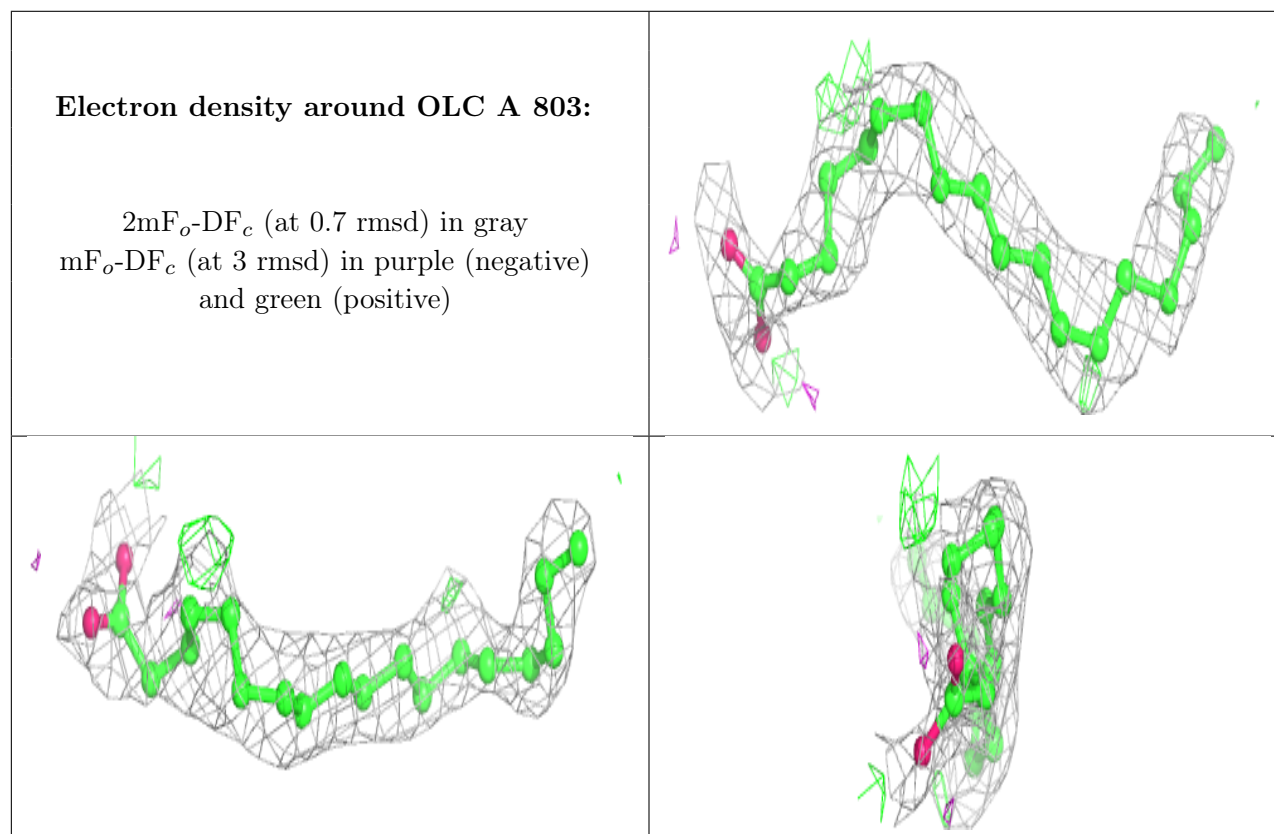 Electron density around OLC A 803:
2mFo-DFc (at 0.7 rmsd) in gray
mFo-DFc (at 3 rmsd) in purple (negative)
and green (positive)